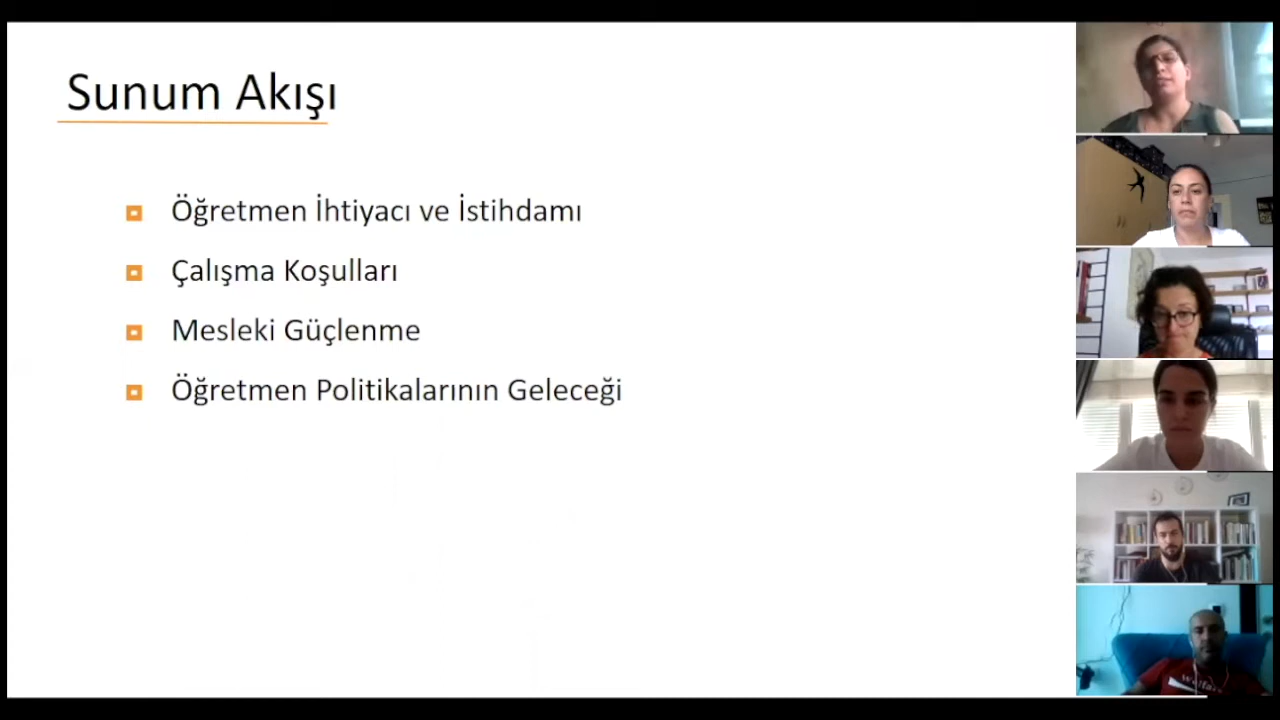 Sunum Akışı
Öğretmen İhtiyacı ve İstihdamı
Çalışma Koşulları
Mesleki Güçlenme
Öğretmen Politikalarının Geleceği